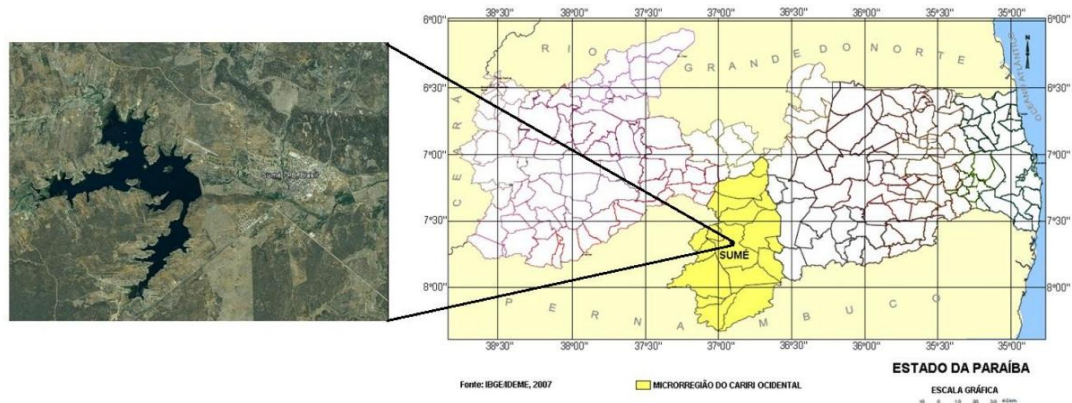 38°30" 38°00" 37°30" 37°00" 36°30" 36°00" 35°30" 35°00"
6°00" 6°00"
RIO GRANDE DO NORTE
N
OCEANO ATLÂNTICO
6°30" 6°30"
CEARÁ
7°00" 7°00"
7°30" 7°30"
SUMÉ
8°00" 8°00"
PERNAMBUCO
38°30" 38°00" 37°30" 37°00" 36°30" 36°00" 35°30" 35°00"
ESTADO DA PARAÍBA
Fonte: IBGE/IDEME, 2007
MICRORREGIÃO DO CARIRI OCIDENTAL
ESCALA GRÁFICA